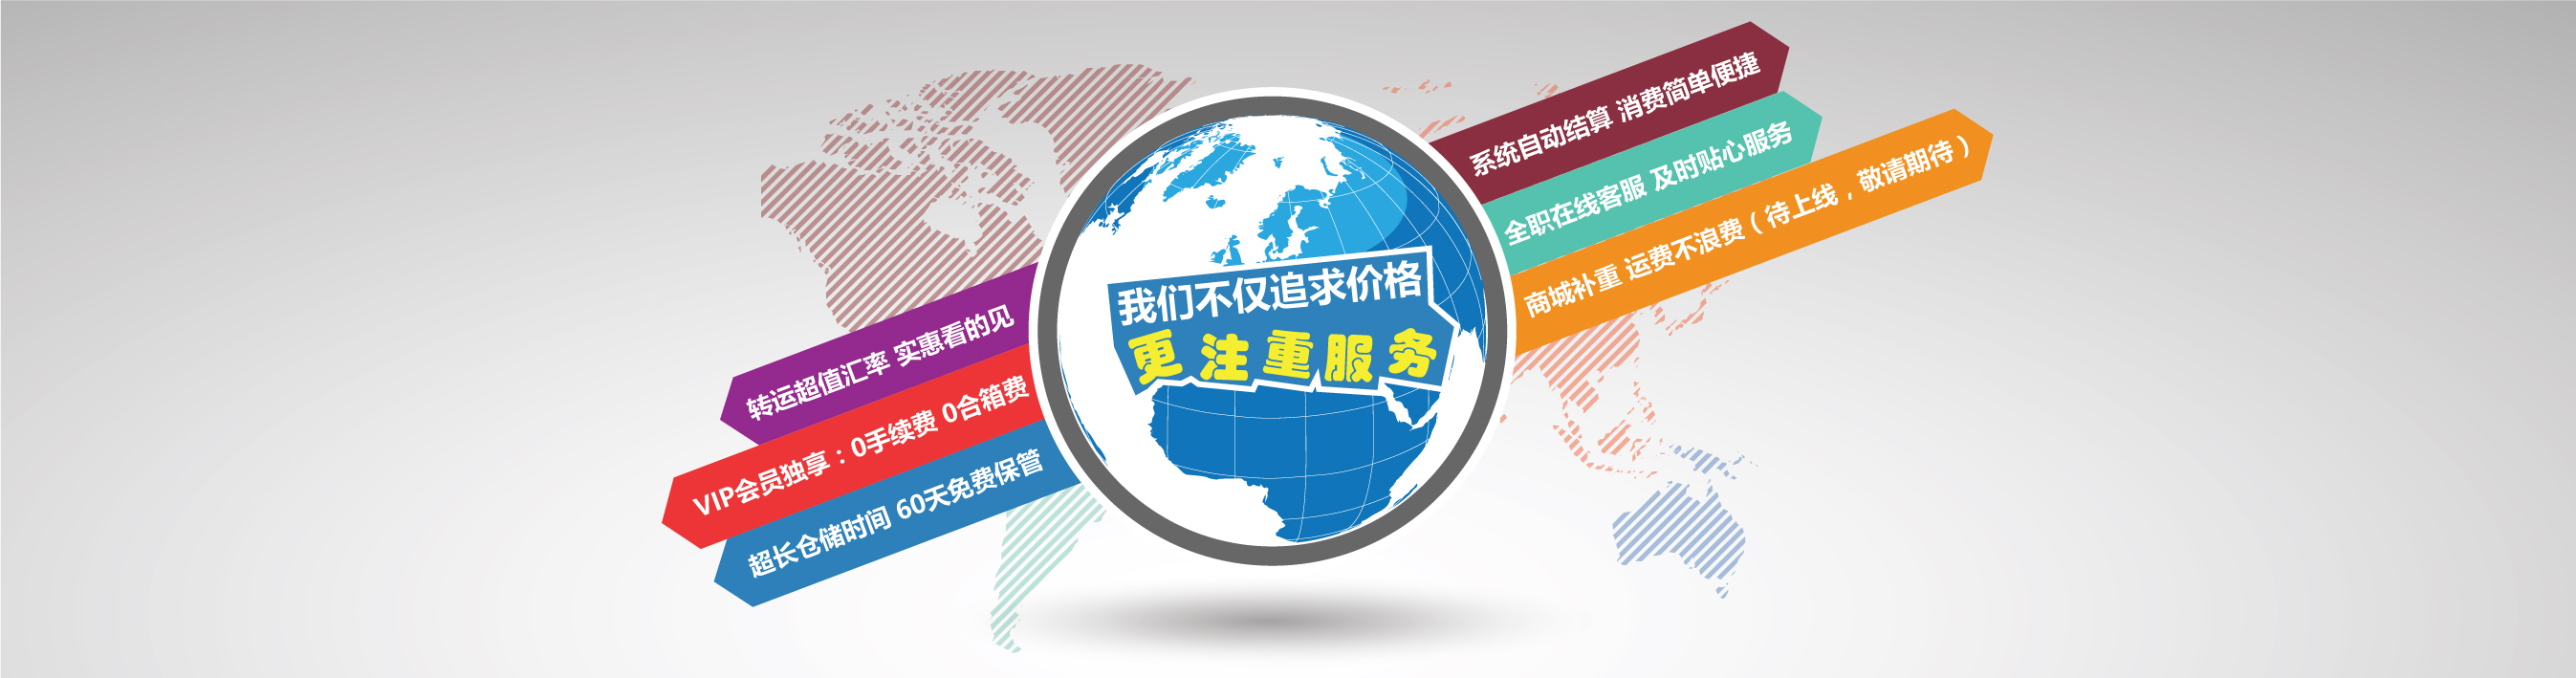 我们不仅追求价格
更注重服务
转运超值汇率 实惠看的见
VIP会员独享：0手续费 0合箱费
超长仓储时间 60天免费保管
系统自动结算 消费简单便捷
全职在线客服 及时贴心服务
商城补重 运费不浪费（待上线，敬请期待）